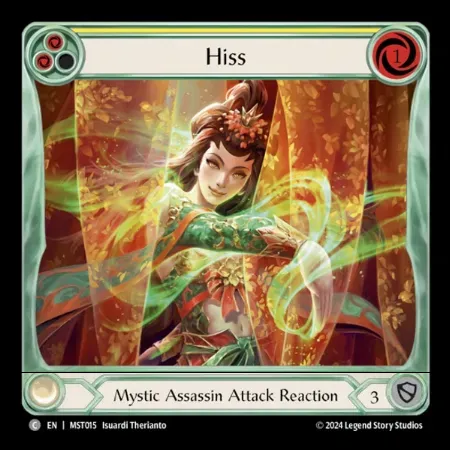 Hiss
1
Mystic Assassin Attack Reaction
3
C EN | MST015 Isuardi Therianto
© 2024 Legend Story Studios